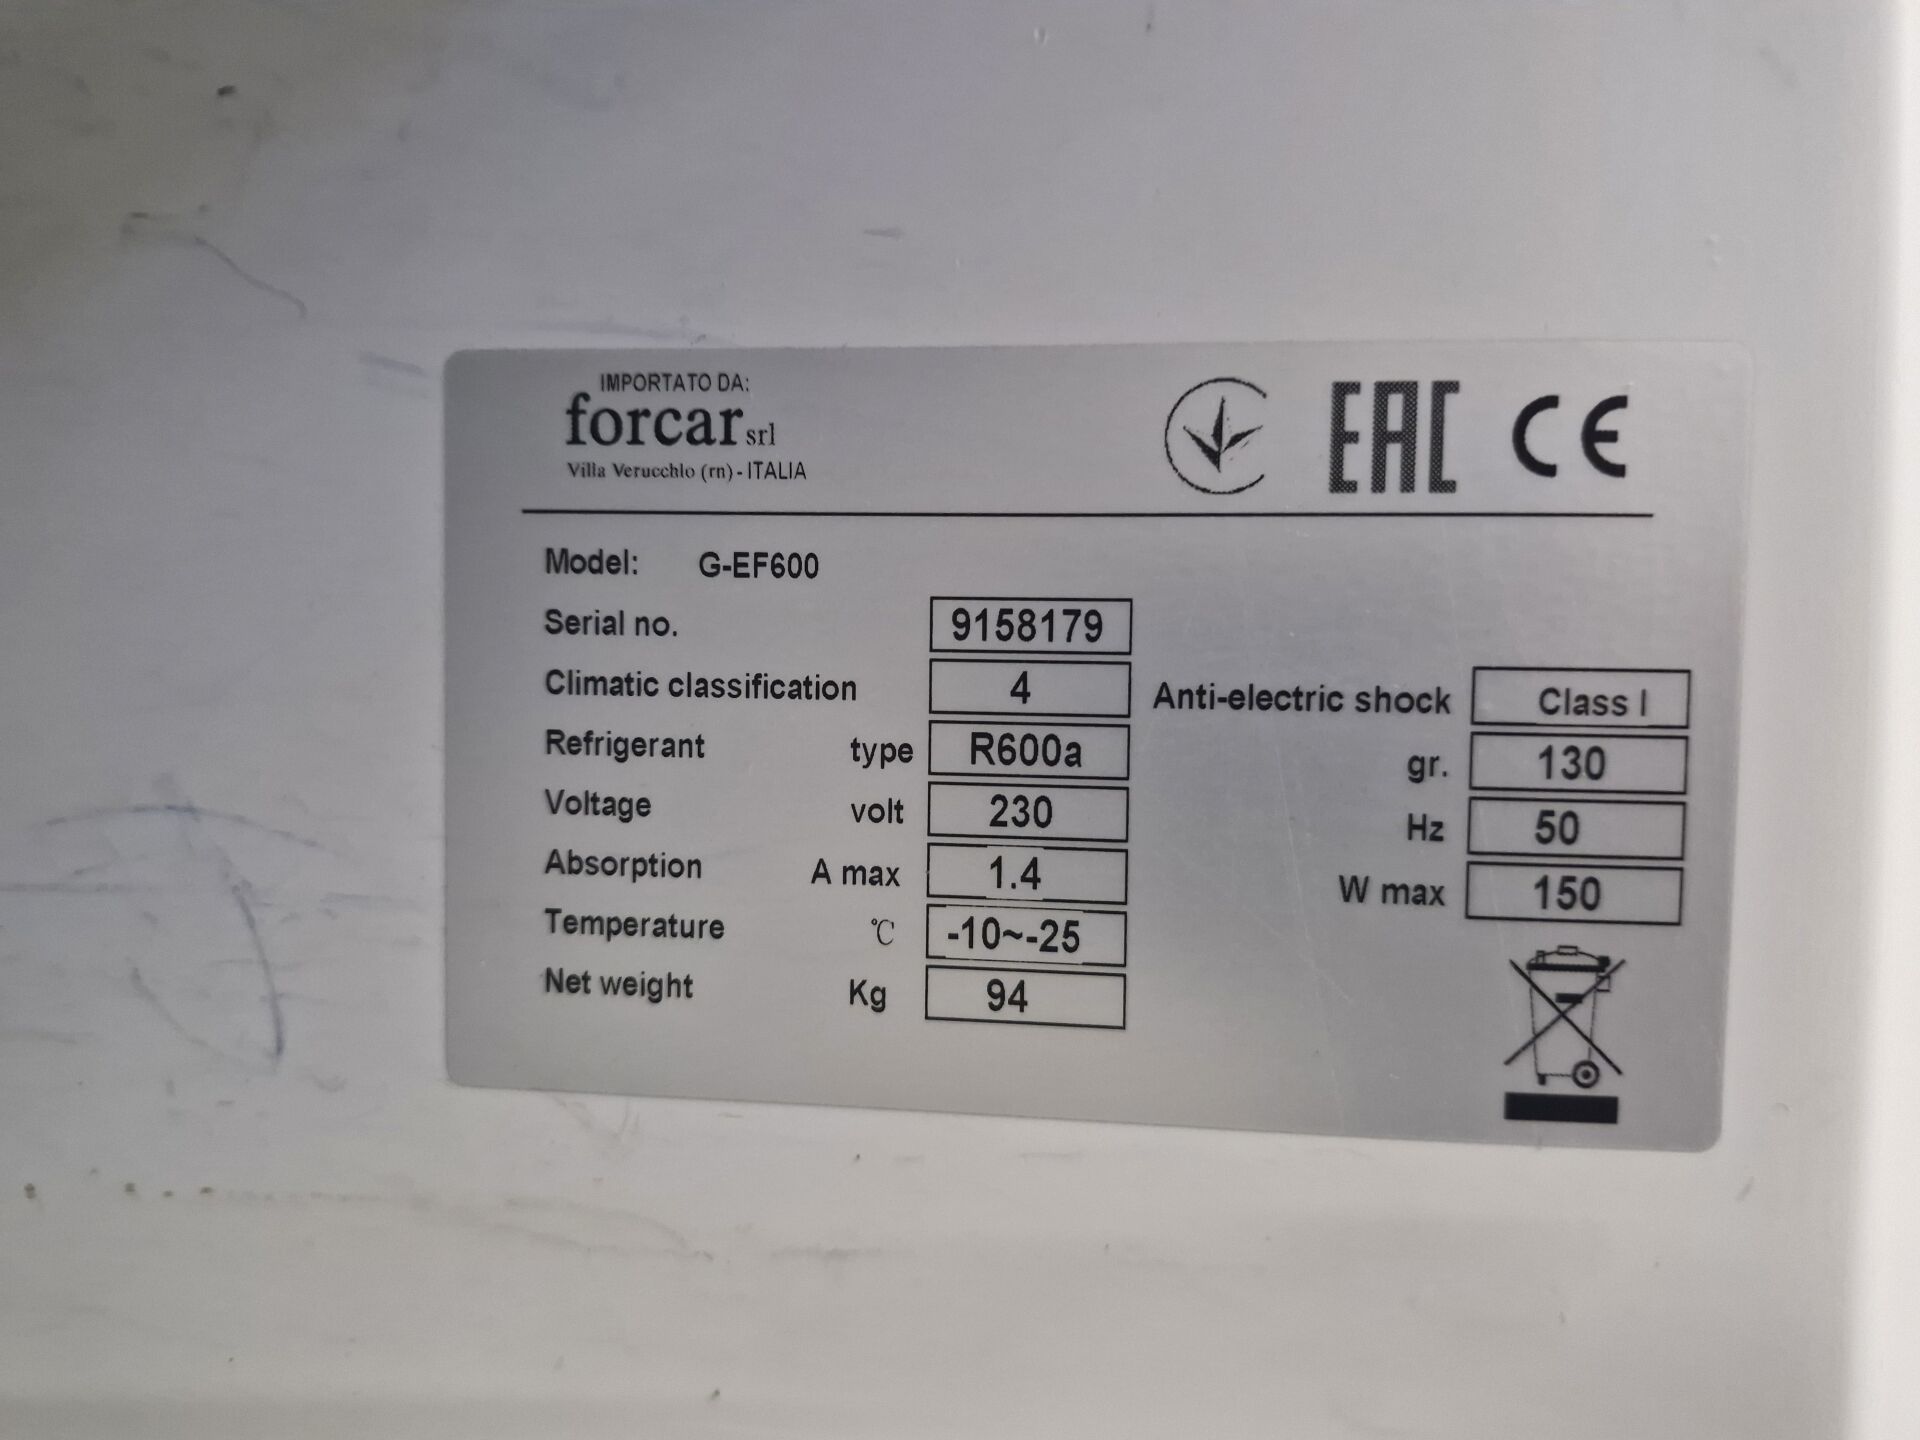 IMPORTATO DA:
forcar srl
Villa Verucchio (rn) - ITALIA
EAC CE
Model: G-EF600
Serial no. 9158179
Climatic classification 4 Anti-electric shock Class I
Refrigerant type R600a gr. 130
Voltage volt 230 Hz 50
Absorption A max 1.4 W max 150
Temperature ℃ -10~-25
Net weight Kg 94